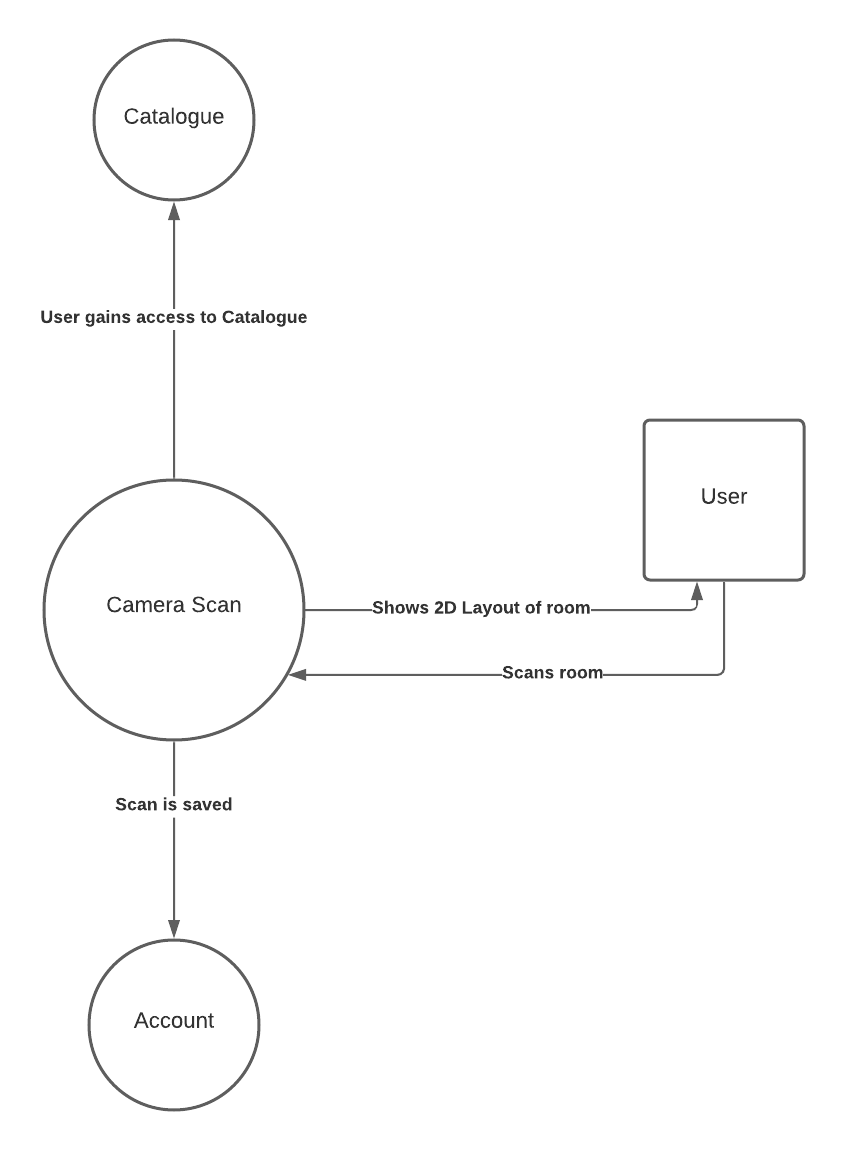 Catalogue
User gains access to Catalogue
User
Camera Scan
Shows 2D Layout of room
Scans room
Scan is saved
Account